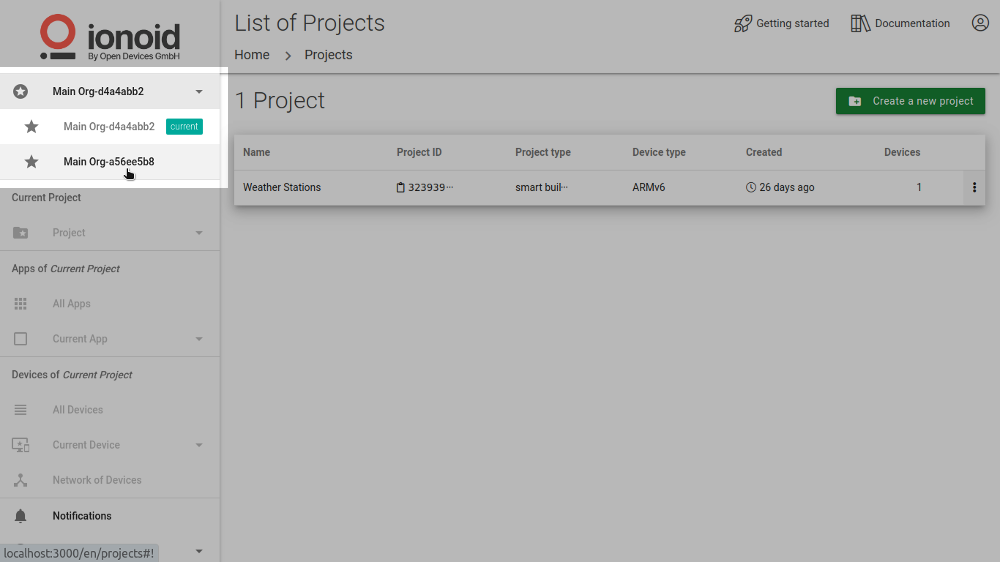 ionoid
By Open Devices GmbH
List of Projects
Getting started
Documentation
Home > Projects
Main Org-d4a4abb2
Main Org-d4a4abb2 current
Main Org-a56ee5b8
1 Project
Create a new project
Name Project ID Project type Device type Created Devices
Weather Stations 323939··· smart buil··· ARMv6 26 days ago 1
Current Project
Project
Apps of Current Project
All Apps
Current App
Devices of Current Project
All Devices
Current Device
Network of Devices
Notifications
localhost:3000/en/projects#!